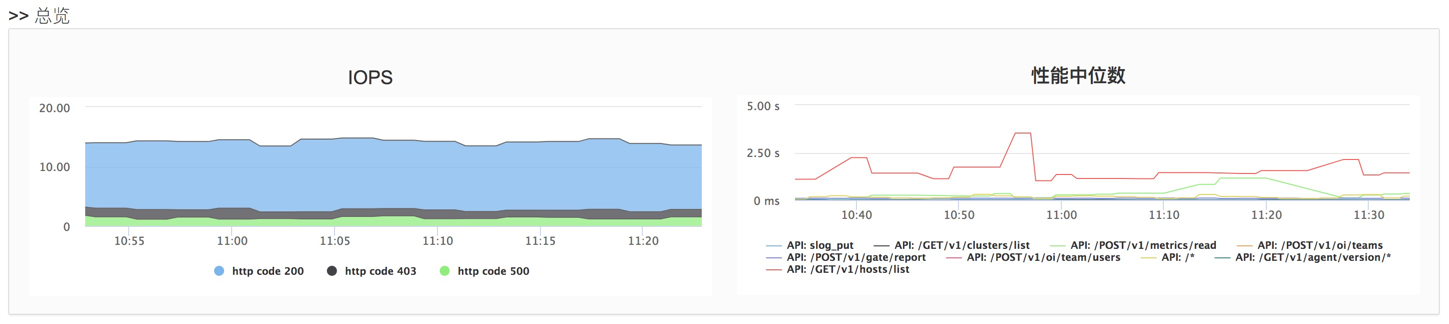 >> 总览
IOPS
20.00
10.00
0
10:55 11:00 11:05 11:10 11:15 11:20
http code 200 http code 403 http code 500
性能中位数
5.00 s
2.50 s
0 ms
10:40 10:50 11:00 11:10 11:20 11:30
API: slog_put API: /GET/v1/clusters/list API: /POST/v1/metrics/read API: /POST/v1/oi/teams
API: /POST/v1/gate/report API: /POST/v1/oi/team/users API: /* API: /GET/v1/agent/version/*
API: /GET/v1/hosts/list